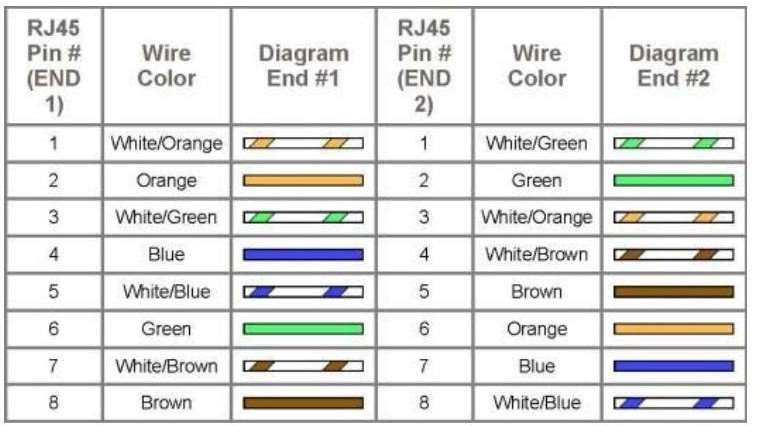 RJ45 Pin # (END 1) Wire Color Diagram End #1 RJ45 Pin # (END 2) Wire Color Diagram End #2
1 White/Orange 1 White/Green
2 Orange 2 Green
3 White/Green 3 White/Orange
4 Blue 4 White/Brown
5 White/Blue 5 Brown
6 Green 6 Orange
7 White/Brown 7 Blue
8 Brown 8 White/Blue